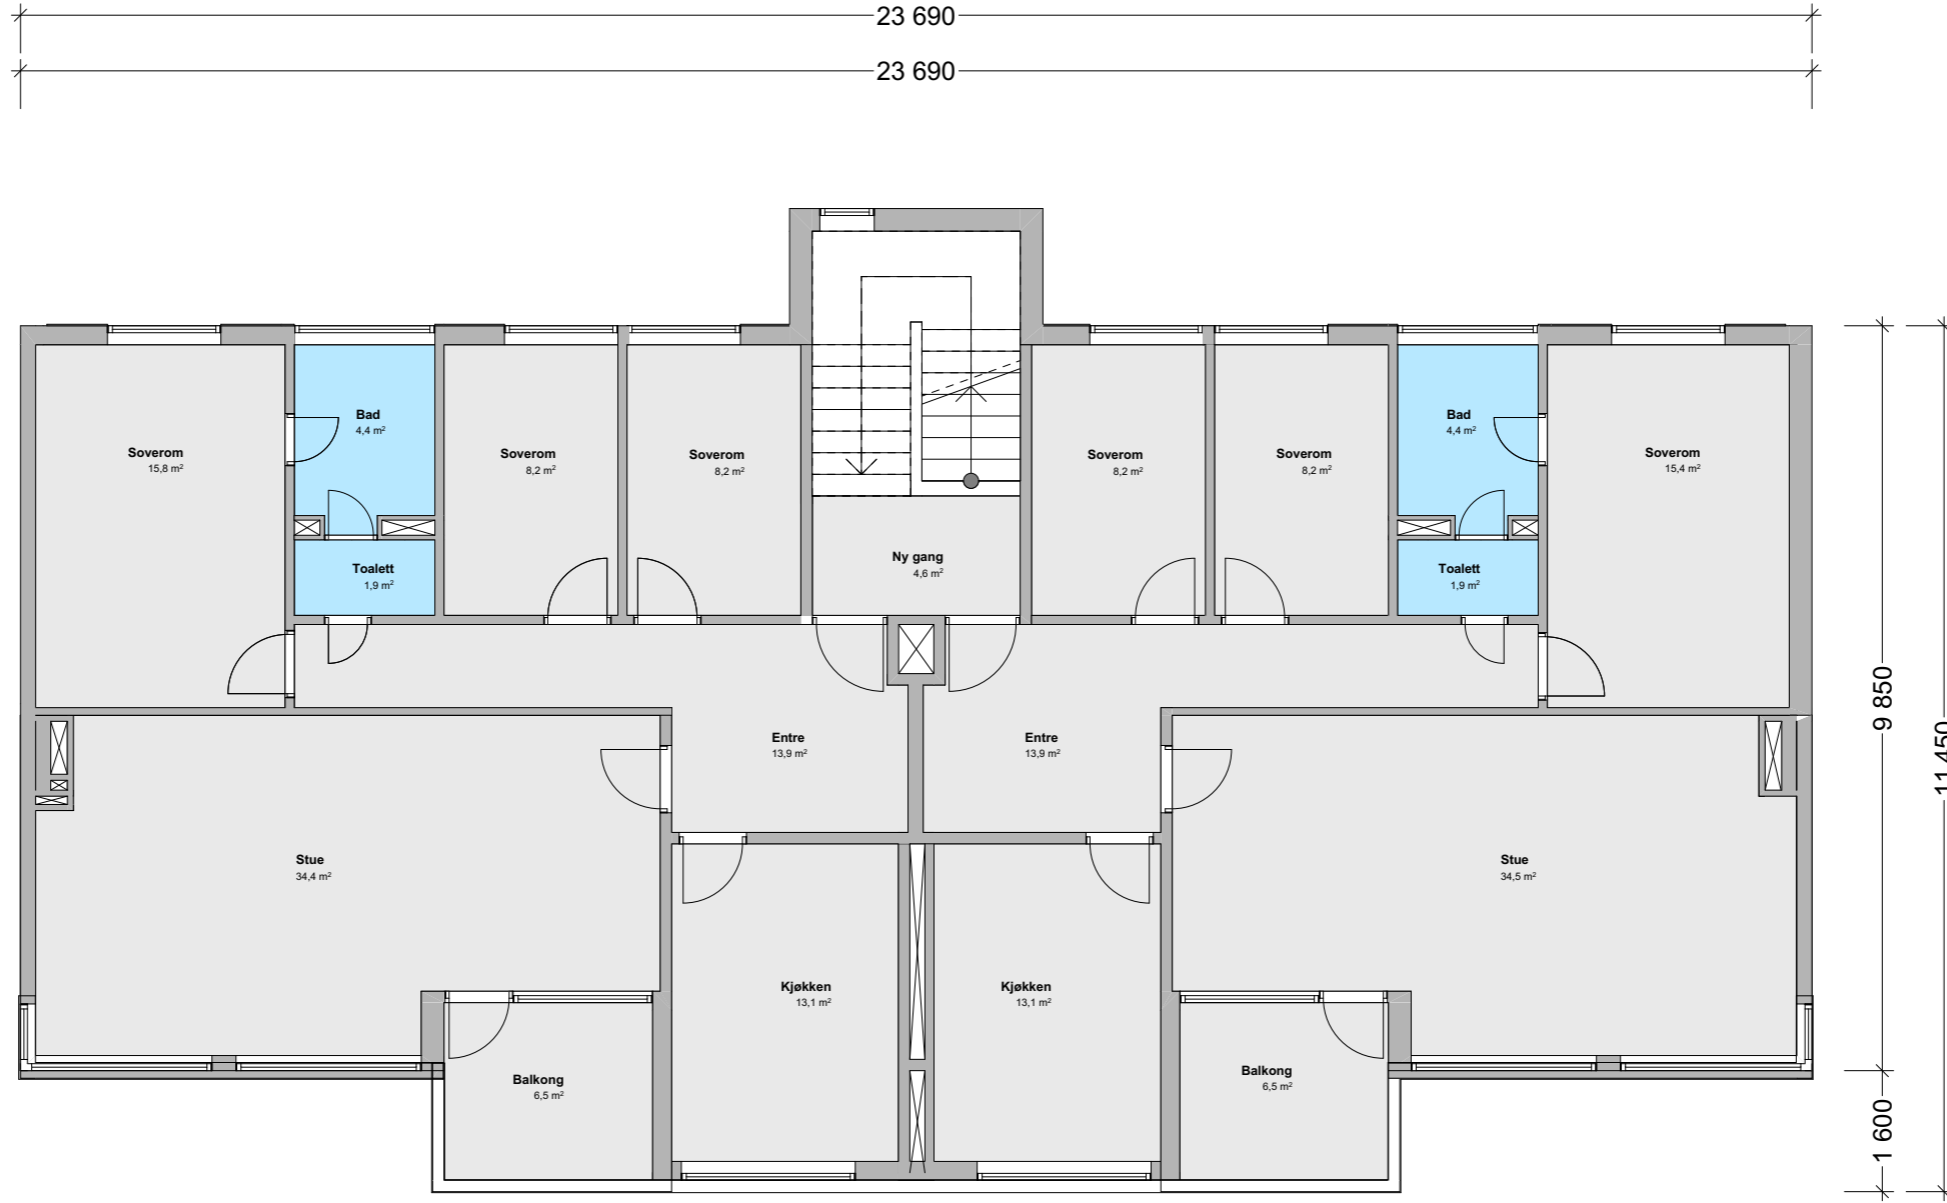 23 690
23 690
Bad
4,4 m²
Bad
4,4 m²
Soverom
15,8 m²
Soverom
8,2 m²
Soverom
8,2 m²
Soverom
8,2 m²
Soverom
8,2 m²
Soverom
15,4 m²
Ny gang
4,6 m²
Toalett
1,9 m²
Toalett
1,9 m²
9 850
11 450
Entre
13,9 m²
Entre
13,9 m²
Stue
34,4 m²
Stue
34,5 m²
Kjøkken
13,1 m²
Kjøkken
13,1 m²
Balkong
6,5 m²
Balkong
6,5 m²
1 600